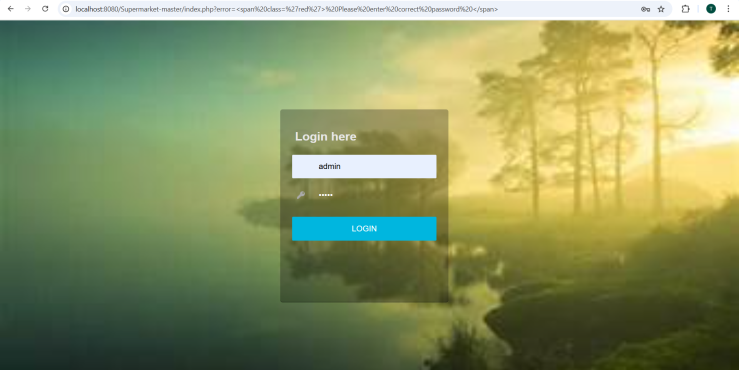 localhost:8080/Supermarket-master/index.php?error=<span%20class=%27red%27>%20Please%20enter%20correct%20password%20</span>
T
Login here
admin
•••••
LOGIN